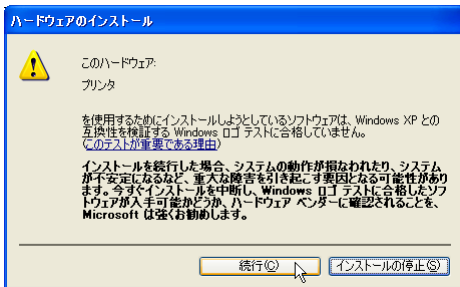 ハードウェアのインストール
このハードウェア:
プリンタ
を使用するためにインストールしようとしているソフトウェアは、Windows XP との
互換性を検証する Windows ロゴ テストに合格していません。
(このテストが重要である理由)
インストールを続行した場合、システムの動作が損なわれたり、システム
が不安定になるなど、重大な障害を引き起こす要因となる可能性があり
ます。今すぐインストールを中断し、Windows ロゴ テストに合格したソフ
トウェアが入手可能かどうか、ハードウェア ベンダーに確認されることを、
Microsoft は強くお勧めします。
続行(C) インストールの停止(S)